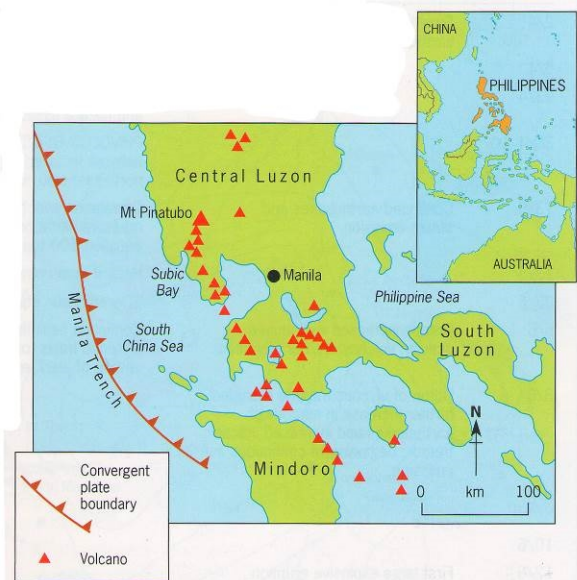 CHINA
PHILIPPINES
AUSTRALIA
Central Luzon
Mt Pinatubo
Subic
Bay
Manila
Philippine Sea
South
China Sea
South
Luzon
Manila Trench
Mindoro
N
0 km 100
Convergent
plate
boundary
Volcano